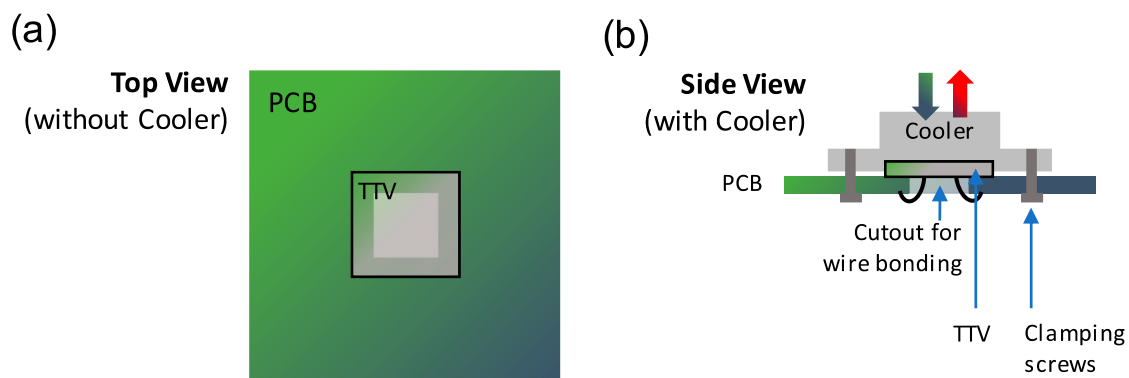 (a)
Top View
(without Cooler)
PCB
TTV
(b)
Side View
(with Cooler)
Cooler
PCB
Cutout for
wire bonding
TTV
Clamping
screws